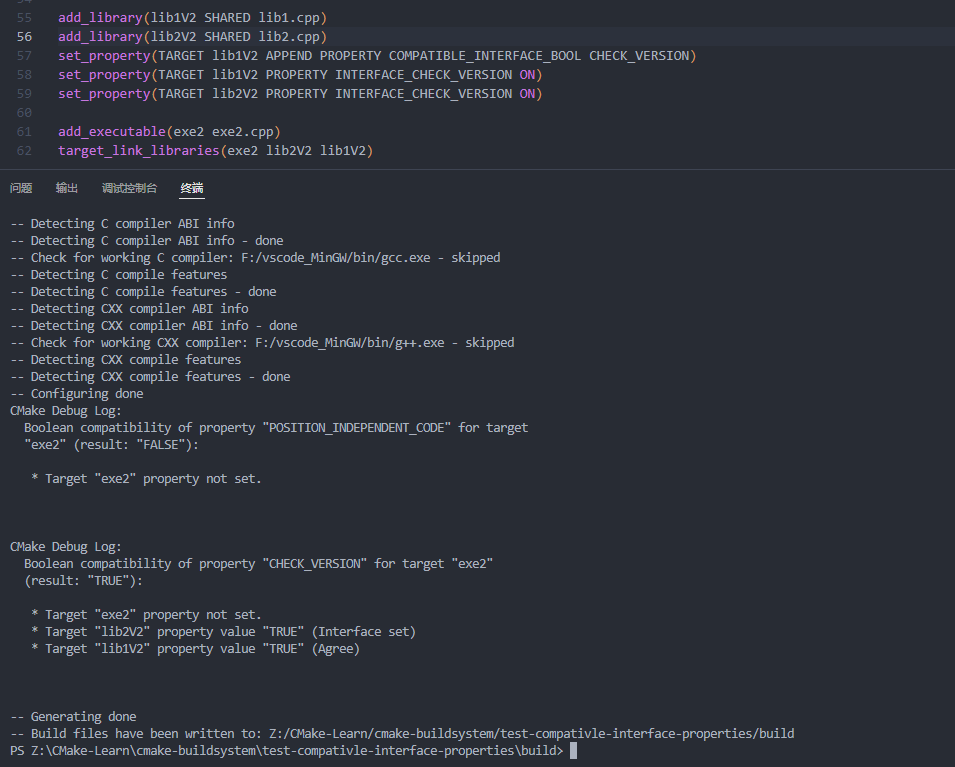 54
55 add_library(lib1V2 SHARED lib1.cpp)
56 add_library(lib2V2 SHARED lib2.cpp)
57 set_property(TARGET lib1V2 APPEND PROPERTY COMPATIBLE_INTERFACE_BOOL CHECK_VERSION)
58 set_property(TARGET lib1V2 PROPERTY INTERFACE_CHECK_VERSION ON)
59 set_property(TARGET lib2V2 PROPERTY INTERFACE_CHECK_VERSION ON)
60
61 add_executable(exe2 exe2.cpp)
62 target_link_libraries(exe2 lib2V2 lib1V2)
问题 输出 调试控制台 终端
-- Detecting C compiler ABI info
-- Detecting C compiler ABI info - done
-- Check for working C compiler: F:/vscode_MinGW/bin/gcc.exe - skipped
-- Detecting C compile features
-- Detecting C compile features - done
-- Detecting CXX compiler ABI info
-- Detecting CXX compiler ABI info - done
-- Check for working CXX compiler: F:/vscode_MinGW/bin/g++.exe - skipped
-- Detecting CXX compile features
-- Detecting CXX compile features - done
-- Configuring done
CMake Debug Log:
Boolean compatibility of property "POSITION_INDEPENDENT_CODE" for target
"exe2" (result: "FALSE"):
* Target "exe2" property not set.
CMake Debug Log:
Boolean compatibility of property "CHECK_VERSION" for target "exe2"
(result: "TRUE"):
* Target "exe2" property not set.
* Target "lib2V2" property value "TRUE" (Interface set)
* Target "lib1V2" property value "TRUE" (Agree)
-- Generating done
-- Build files have been written to: Z:/CMake-Learn/cmake-buildsystem/test-compativle-interface-properties/build
PS Z:\CMake-Learn\cmake-buildsystem\test-compativle-interface-properties\build>